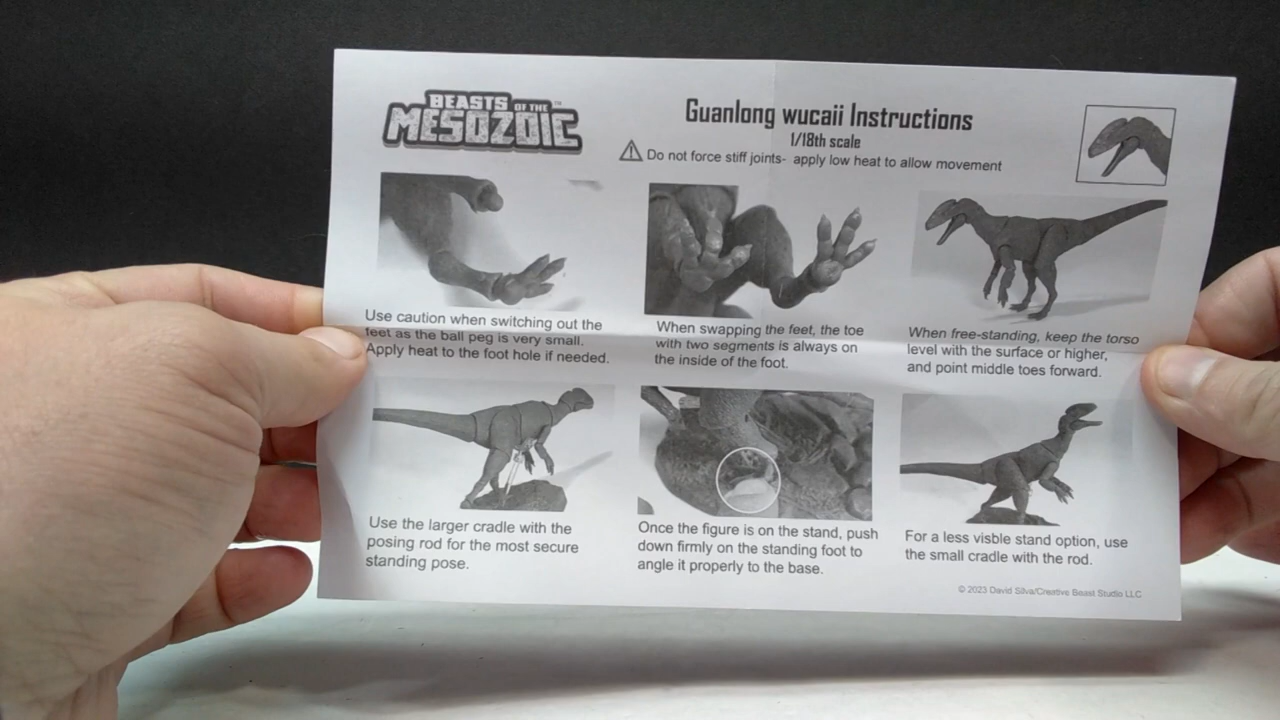 BEASTS OF THE ™
MESOZOIC
Guanlong wucaii Instructions
1/18th scale
Do not force stiff joints- apply low heat to allow movement
Use caution when switching out the
feet as the ball peg is very small.
Apply heat to the foot hole if needed.
When swapping the feet, the toe
with two segments is always on
the inside of the foot.
When free-standing, keep the torso
level with the surface or higher,
and point middle toes forward.
Use the larger cradle with the
posing rod for the most secure
standing pose.
Once the figure is on the stand, push
down firmly on the standing foot to
angle it properly to the base.
For a less visble stand option, use
the small cradle with the rod.
© 2023 David Silva/Creative Beast Studio LLC